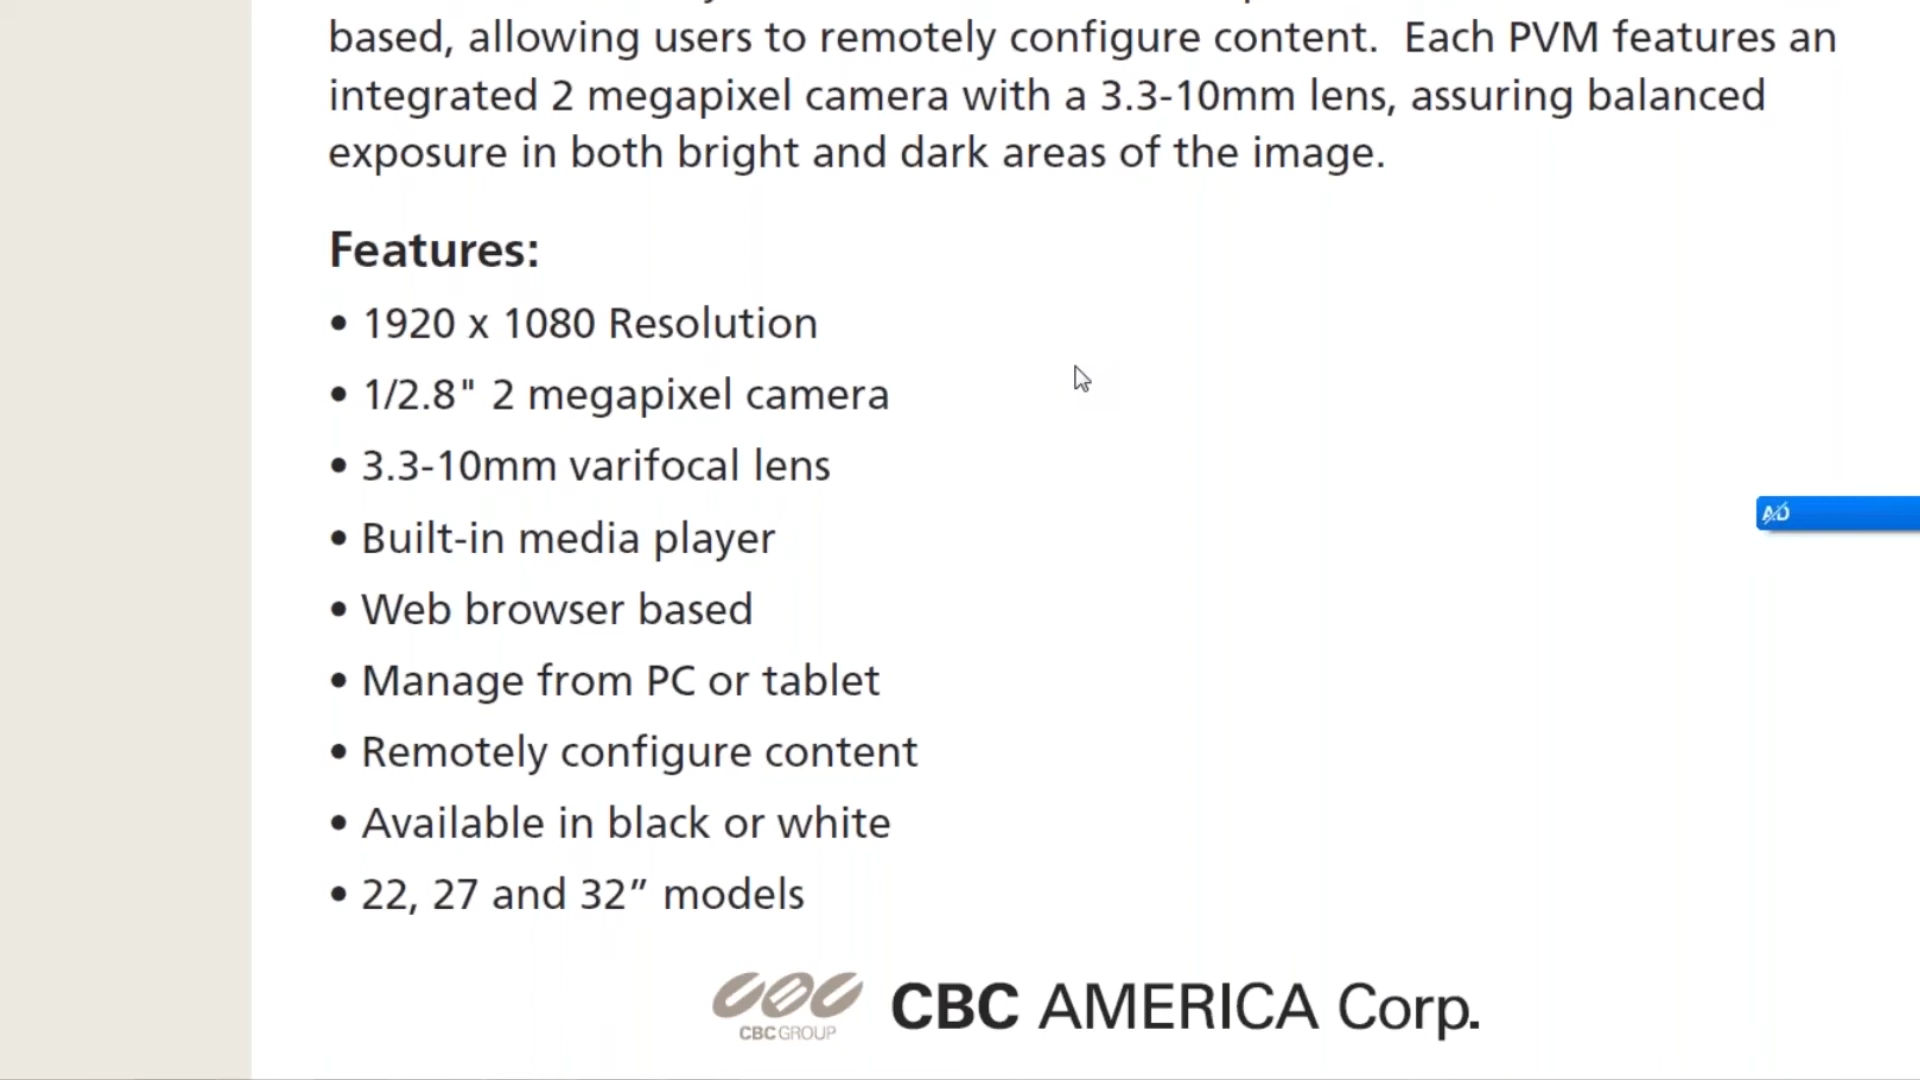 based, allowing users to remotely configure content.  Each PVM features an
integrated 2 megapixel camera with a 3.3-10mm lens, assuring balanced
exposure in both bright and dark areas of the image.
Features:
• 1920 x 1080 Resolution
• 1/2.8" 2 megapixel camera
• 3.3-10mm varifocal lens
• Built-in media player
• Web browser based
• Manage from PC or tablet
• Remotely configure content
• Available in black or white
• 22, 27 and 32″ models
CBC GROUP
CBC AMERICA Corp.